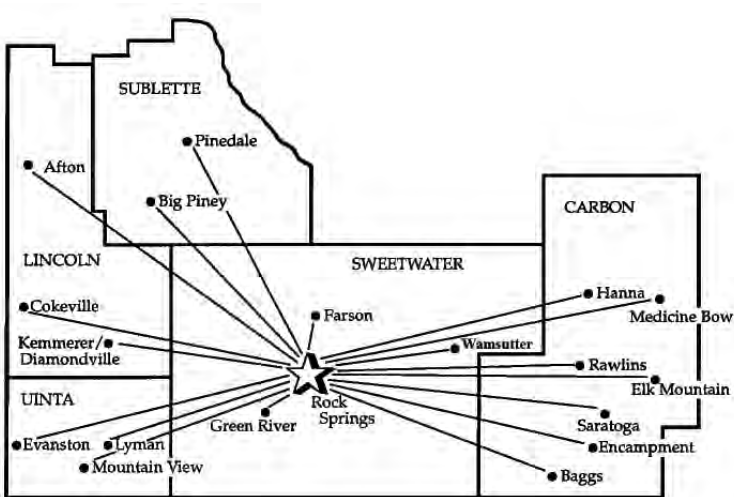 SUBLETTE
Pinedale
Afton
Big Piney
CARBON
LINCOLN
SWEETWATER
Hanna
Cokeville
Farson
Medicine Bow
Kemmerer/
Diamondville
Wamsutter
Rawlins
UINTA
Elk Mountain
Rock
Springs
Green River
Saratoga
Evanston
Lyman
Encampment
Mountain View
Baggs